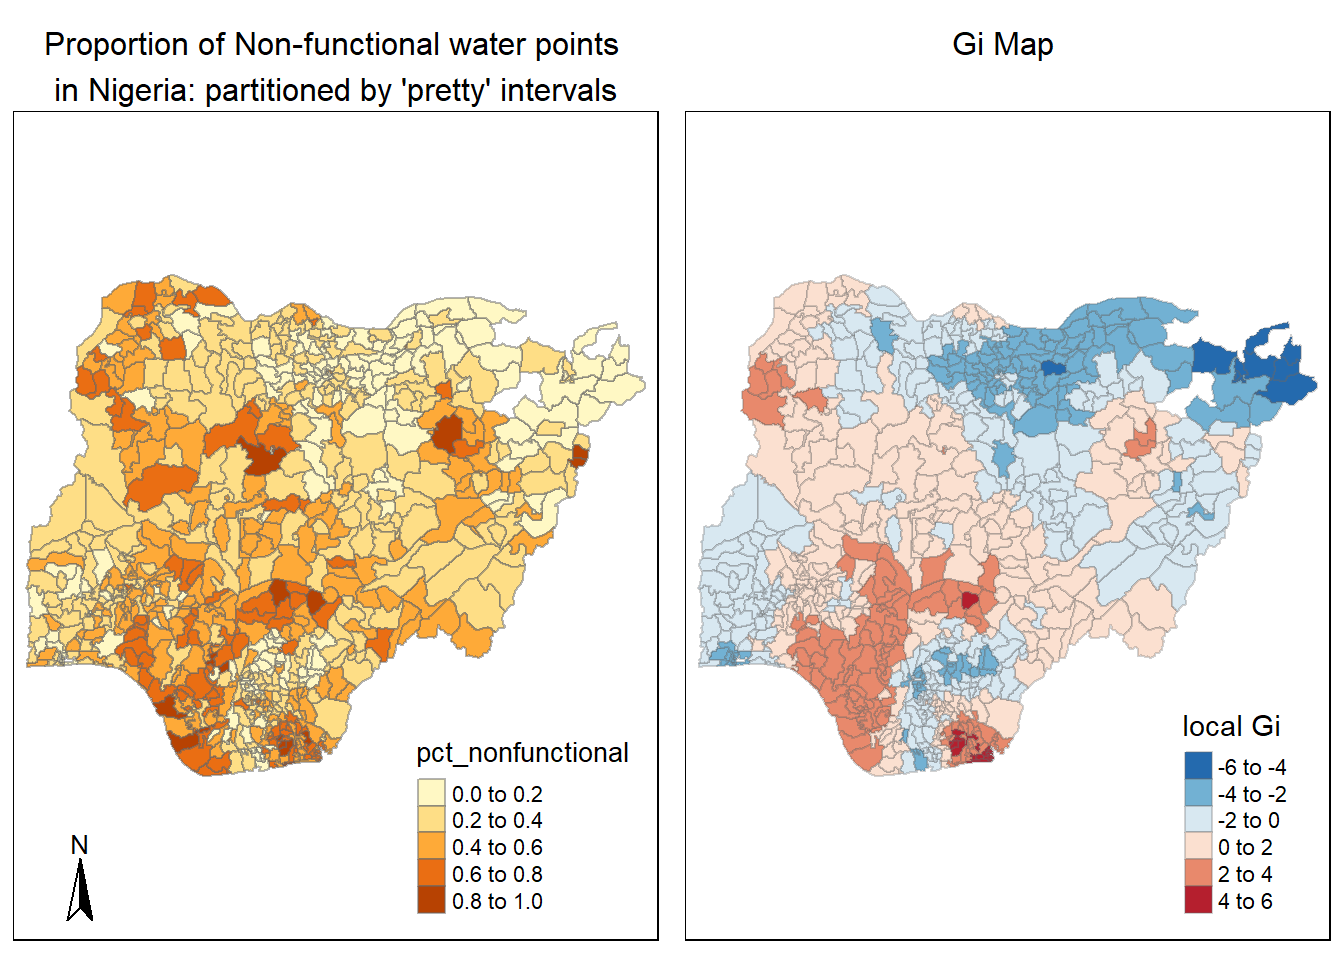 Proportion of Non-functional water points
in Nigeria: partitioned by 'pretty' intervals
Gi Map
pct_nonfunctional
0.0 to 0.2
0.2 to 0.4
0.4 to 0.6
0.6 to 0.8
0.8 to 1.0
N
local Gi
-6 to -4
-4 to -2
-2 to 0
0 to 2
2 to 4
4 to 6